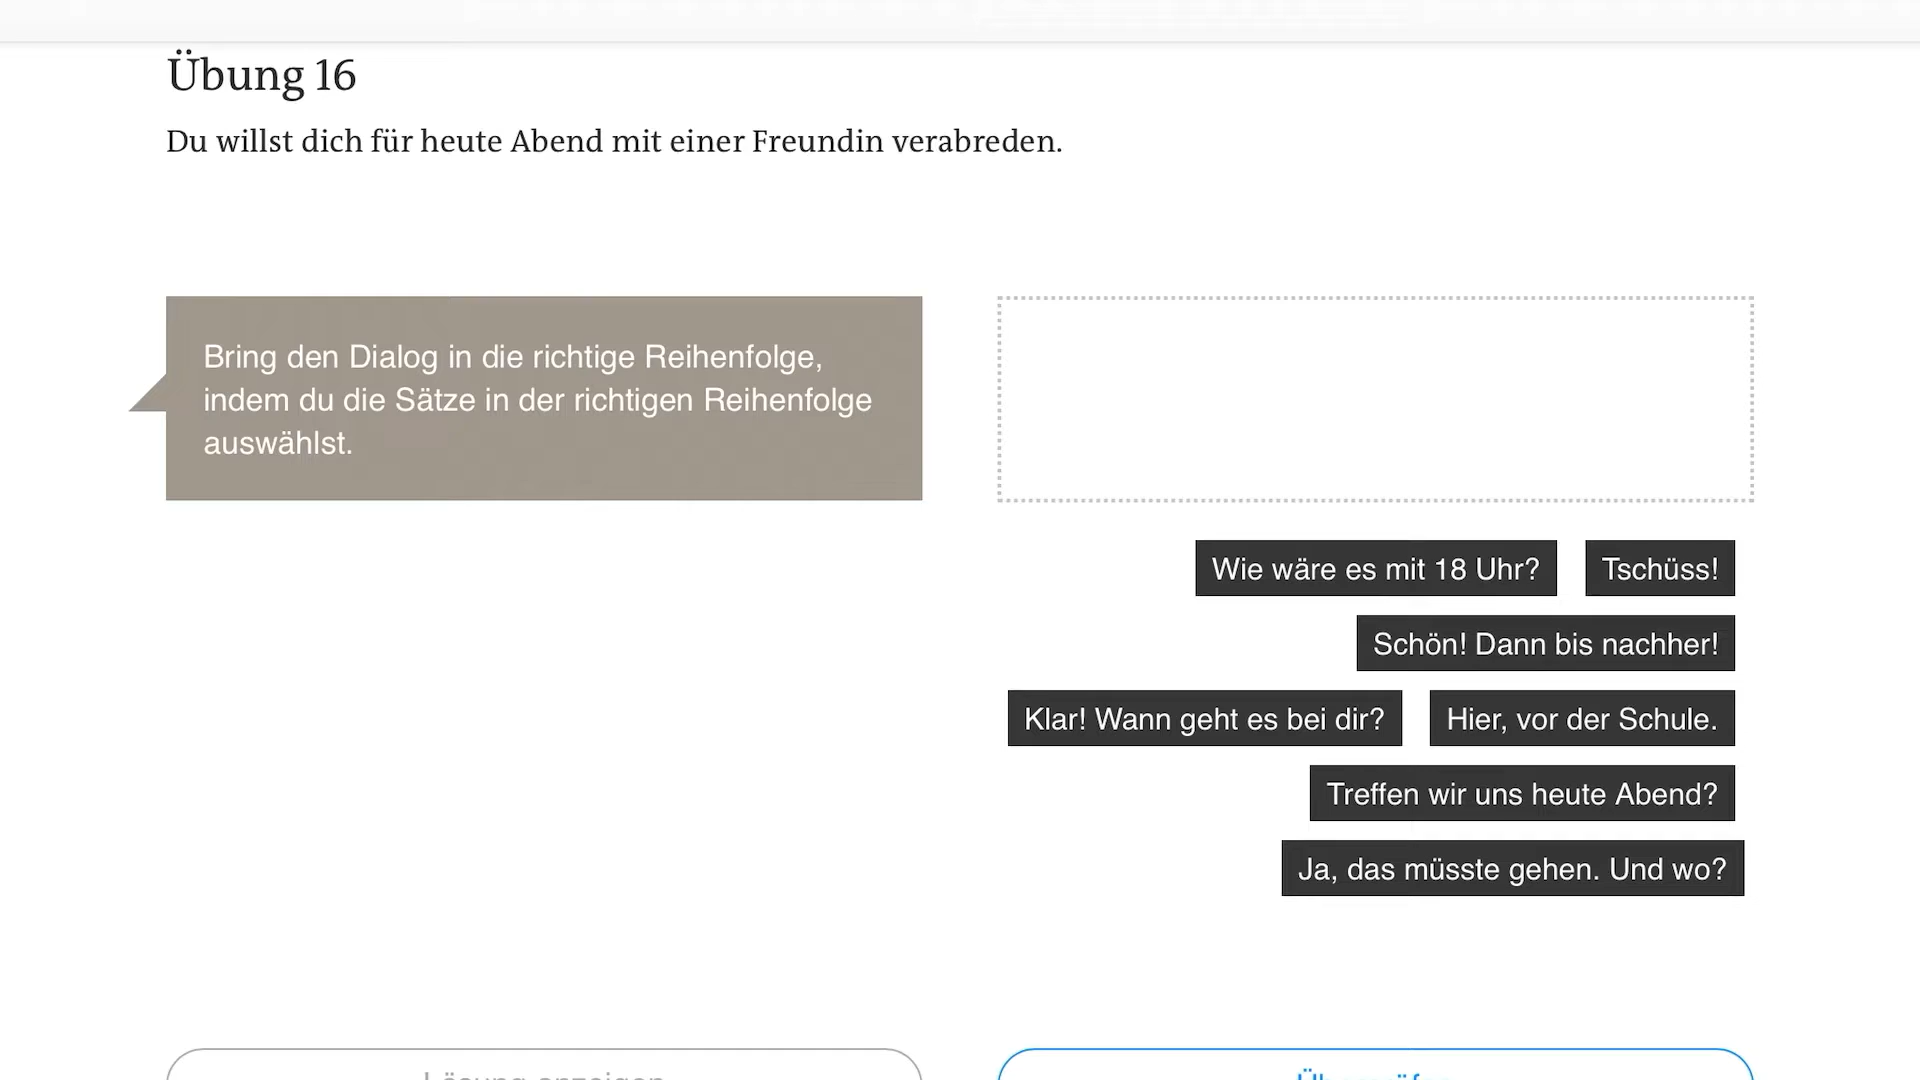 Übung 16
Du willst dich für heute Abend mit einer Freundin verabreden.
Bring den Dialog in die richtige Reihenfolge,
indem du die Sätze in der richtigen Reihenfolge
auswählst.
Wie wäre es mit 18 Uhr? Tschüss!
Schön! Dann bis nachher!
Klar! Wann geht es bei dir? Hier, vor der Schule.
Treffen wir uns heute Abend?
Ja, das müsste gehen. Und wo?
Lösung anzeigen